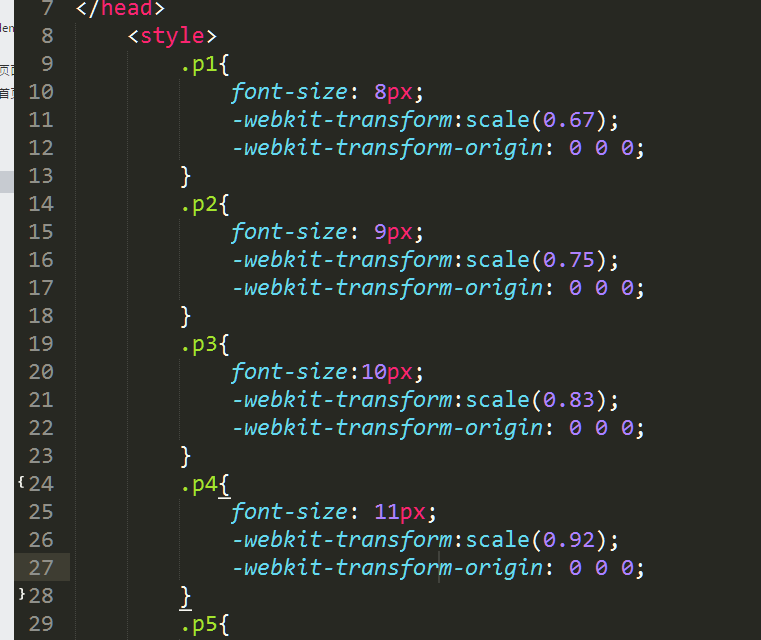 7 </head>
8 <style>
9 .p1{
10 font-size: 8px;
11 -webkit-transform:scale(0.67);
12 -webkit-transform-origin: 0 0 0;
13 }
14 .p2{
15 font-size: 9px;
16 -webkit-transform:scale(0.75);
17 -webkit-transform-origin: 0 0 0;
18 }
19 .p3{
20 font-size:10px;
21 -webkit-transform:scale(0.83);
22 -webkit-transform-origin: 0 0 0;
23 }
{ 24 .p4{
25 font-size: 11px;
26 -webkit-transform:scale(0.92);
27 -webkit-transform-origin: 0 0 0;
} 28 }
29 .p5{